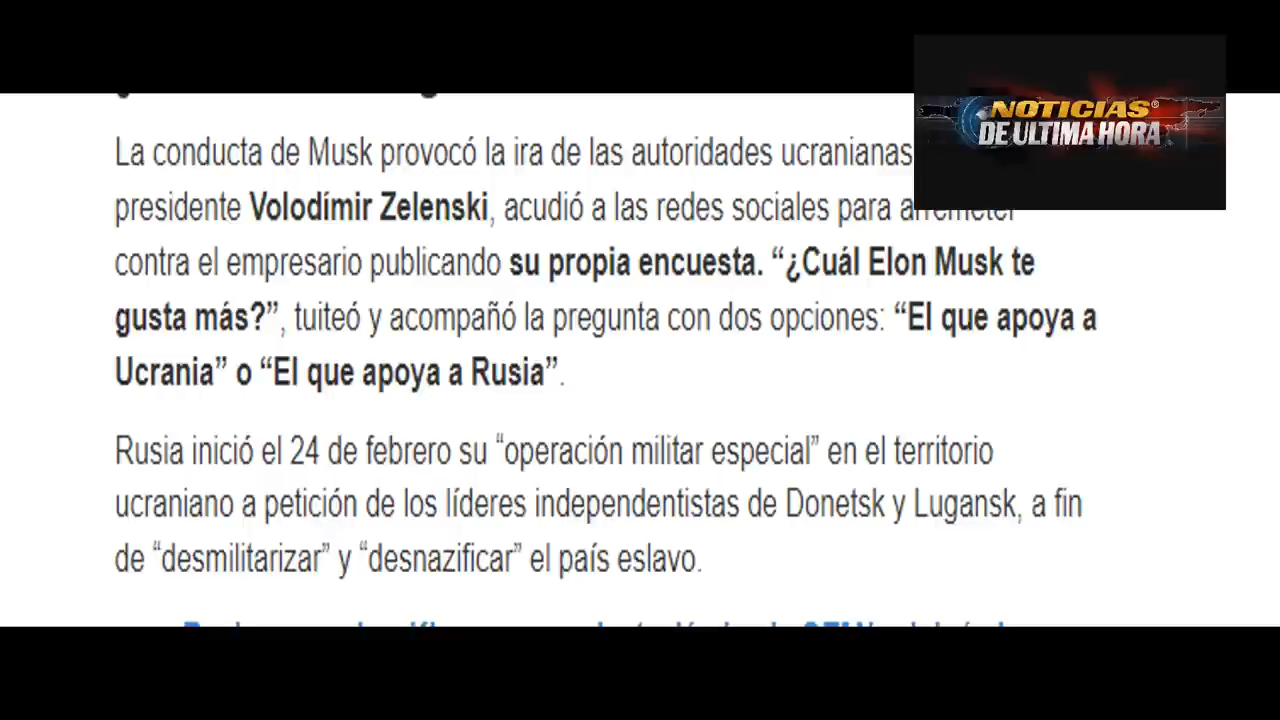 NOTICIAS®
DE ULTIMA HORA
La conducta de Musk provocó la ira de las autoridades ucranianas
presidente Volodímir Zelenski, acudió a las redes sociales para arremeter
contra el empresario publicando su propia encuesta. “¿Cuál Elon Musk te
gusta más?”, tuiteó y acompañó la pregunta con dos opciones: “El que apoya a
Ucrania” o “El que apoya a Rusia”.
Rusia inició el 24 de febrero su “operación militar especial” en el territorio
ucraniano a petición de los líderes independentistas de Donetsk y Lugansk, a fin
de “desmilitarizar” y “desnazificar” el país eslavo.